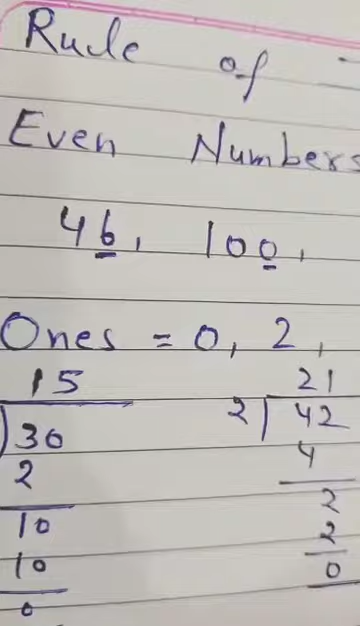 Rule of
Even Numbers
46, 100,
Ones = 0, 2,
15 21
30 2 42
2 4
10 2
10 2
0 0